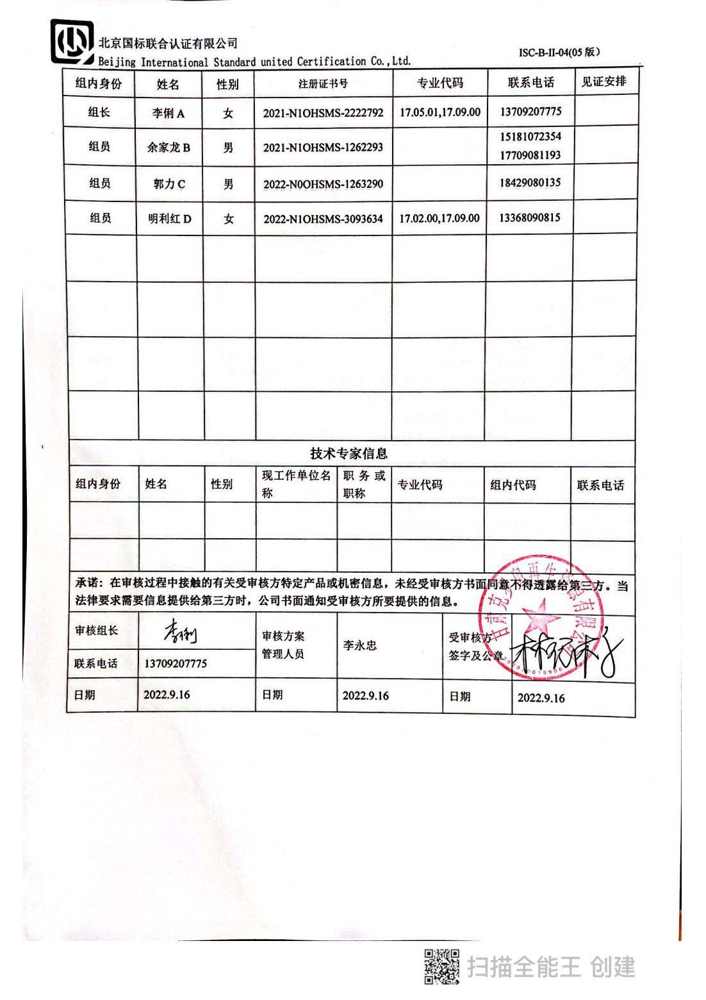 北京国标联合认证有限公司
Beijing International Standard united Certification Co.,Ltd.
ISC-B-II-04(05 版)
组内身份 姓名 性别 注册证书号 专业代码 联系电话 见证安排
组长 李俐 A 女 2021-N1OHSMS-2222792 17.05.01,17.09.00 13709207775
组员 余家龙 B 男 2021-N1OHSMS-1262293 15181072354
17709081193
组员 郭力 C 男 2022-N0OHSMS-1263290 18429080135
组员 明利红 D 女 2022-N1OHSMS-3093634 17.02.00,17.09.00 13368090815
技术专家信息
组内身份 姓名 性别 现工作单位名称 职务或职称 专业代码 组内代码 联系电话
承诺：在审核过程中接触的有关受审核方特定产品或机密信息，未经受审核方书面同意不得透露给第三方。当
法律要求需要信息提供给第三方时，公司书面通知受审核方所要提供的信息。
审核组长 李俐 审核方案管理人员 李永忠 受审核方签字及公章
联系电话 13709207775
日期 2022.9.16 日期 2022.9.16 日期 2022.9.16
扫描全能王 创建